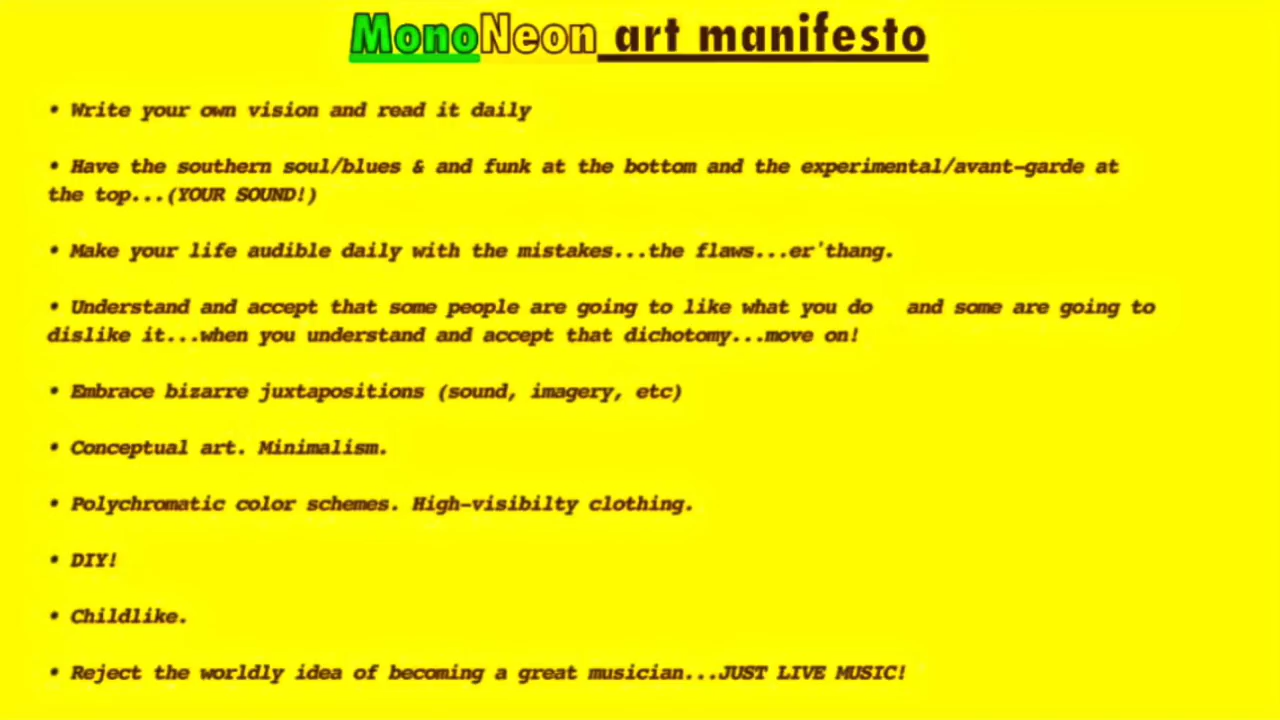 MonoNeon art manifesto
• Write your own vision and read it daily
• Have the southern soul/blues & and funk at the bottom and the experimental/avant-garde at
the top...(YOUR SOUND!)
• Make your life audible daily with the mistakes...the flaws...er'thang.
• Understand and accept that some people are going to like what you do   and some are going to
dislike it...when you understand and accept that dichotomy...move on!
• Embrace bizarre juxtapositions (sound, imagery, etc)
• Conceptual art. Minimalism.
• Polychromatic color schemes. High-visibilty clothing.
• DIY!
• Childlike.
• Reject the worldly idea of becoming a great musician...JUST LIVE MUSIC!